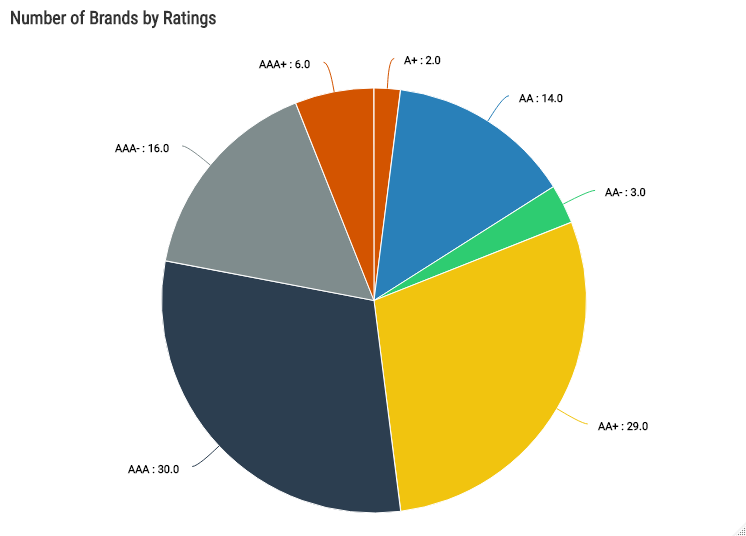 Number of Brands by Ratings
AAA+ : 6.0
A+ : 2.0
AA : 14.0
AAA- : 16.0
AA- : 3.0
AA+ : 29.0
AAA : 30.0